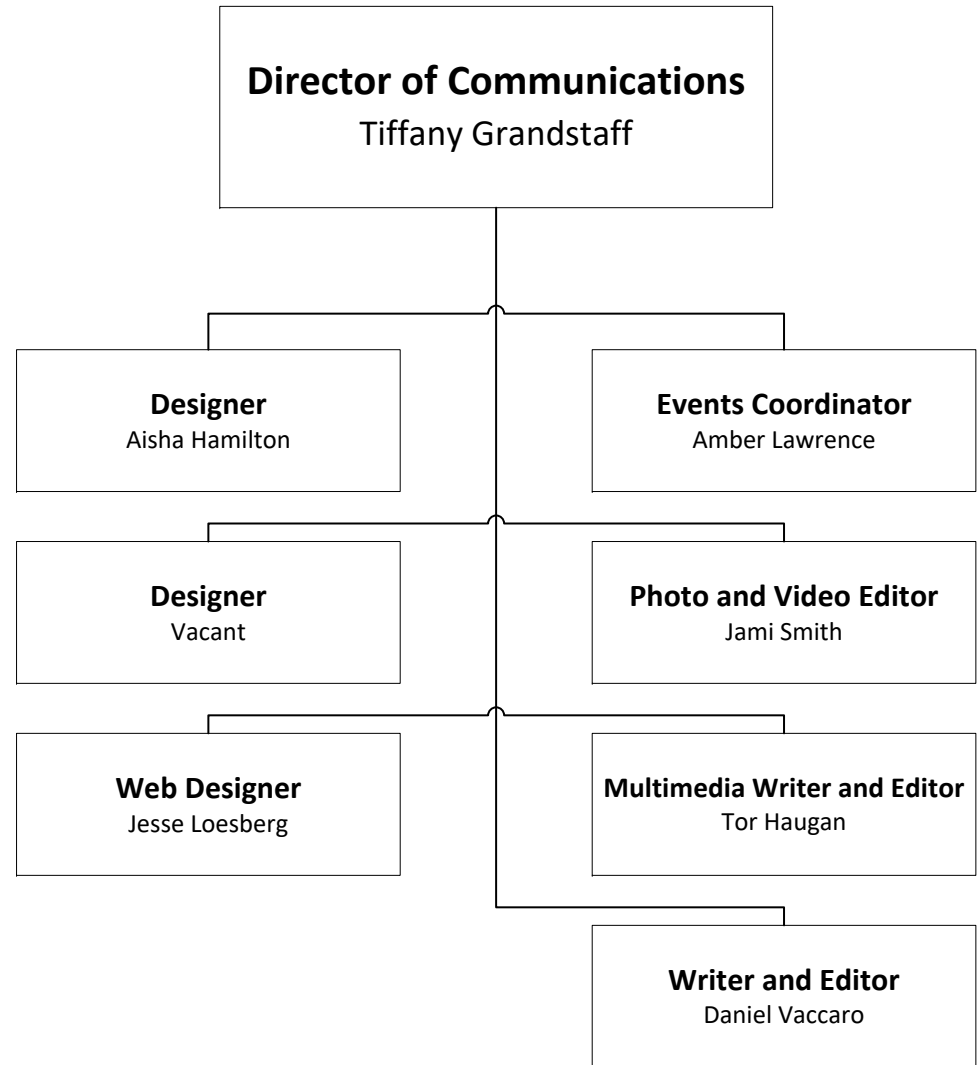 Director of Communications
Tiffany Grandstaff
Designer
Aisha Hamilton
Events Coordinator
Amber Lawrence
Designer
Vacant
Photo and Video Editor
Jami Smith
Web Designer
Jesse Loesberg
Multimedia Writer and Editor
Tor Haugan
Writer and Editor
Daniel Vaccaro